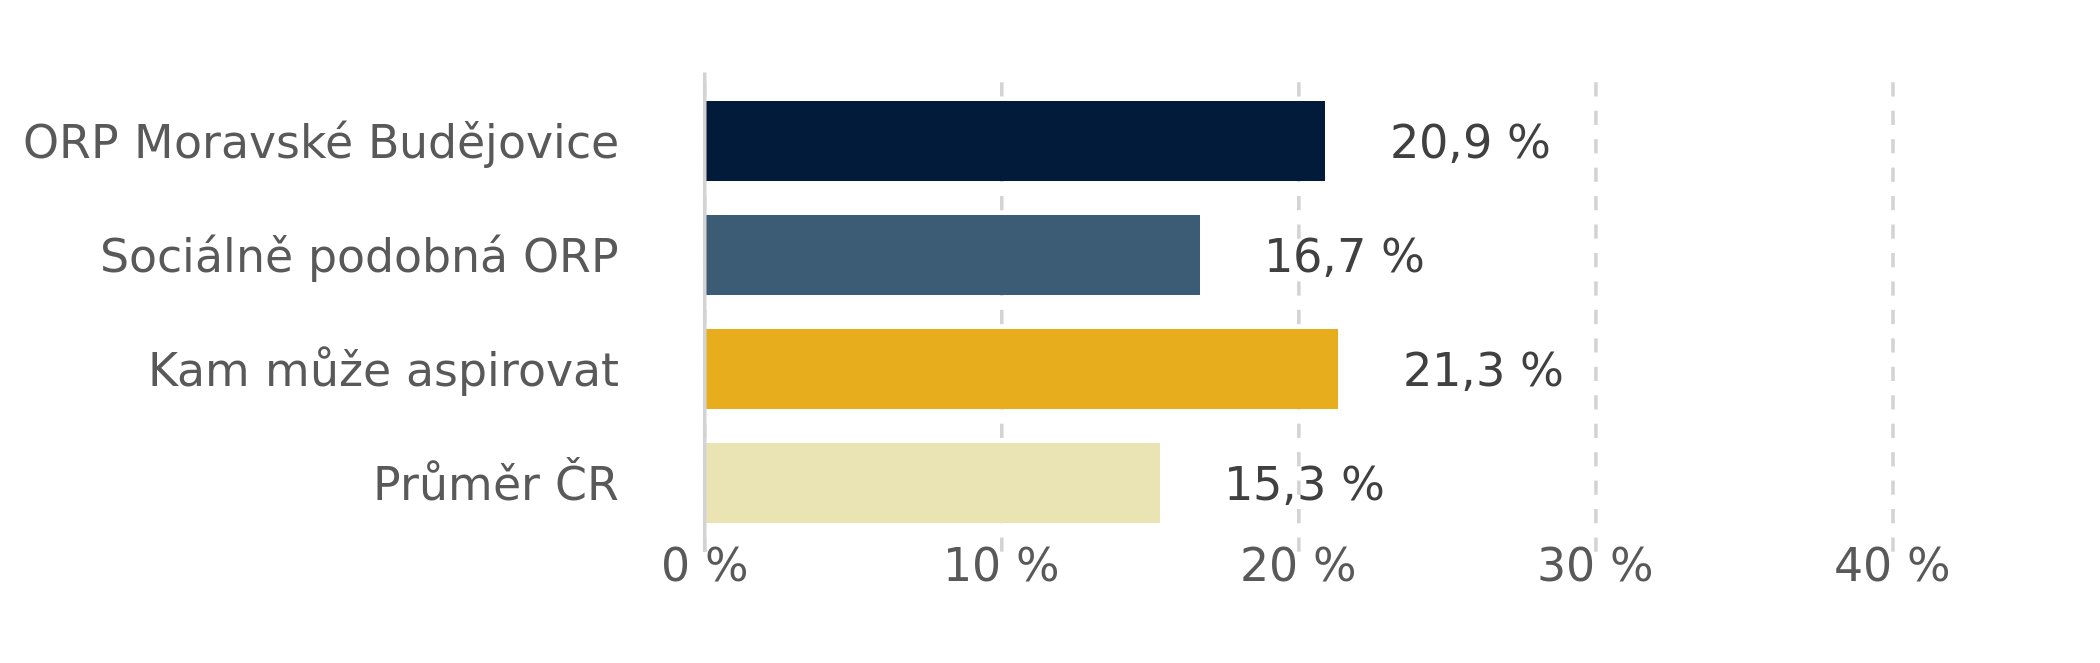 ORP Moravské Budějovice 20,9 %
Sociálně podobná ORP 16,7 %
Kam může aspirovat 21,3 %
Průměr ČR 15,3 %
0 % 10 % 20 % 30 % 40 %